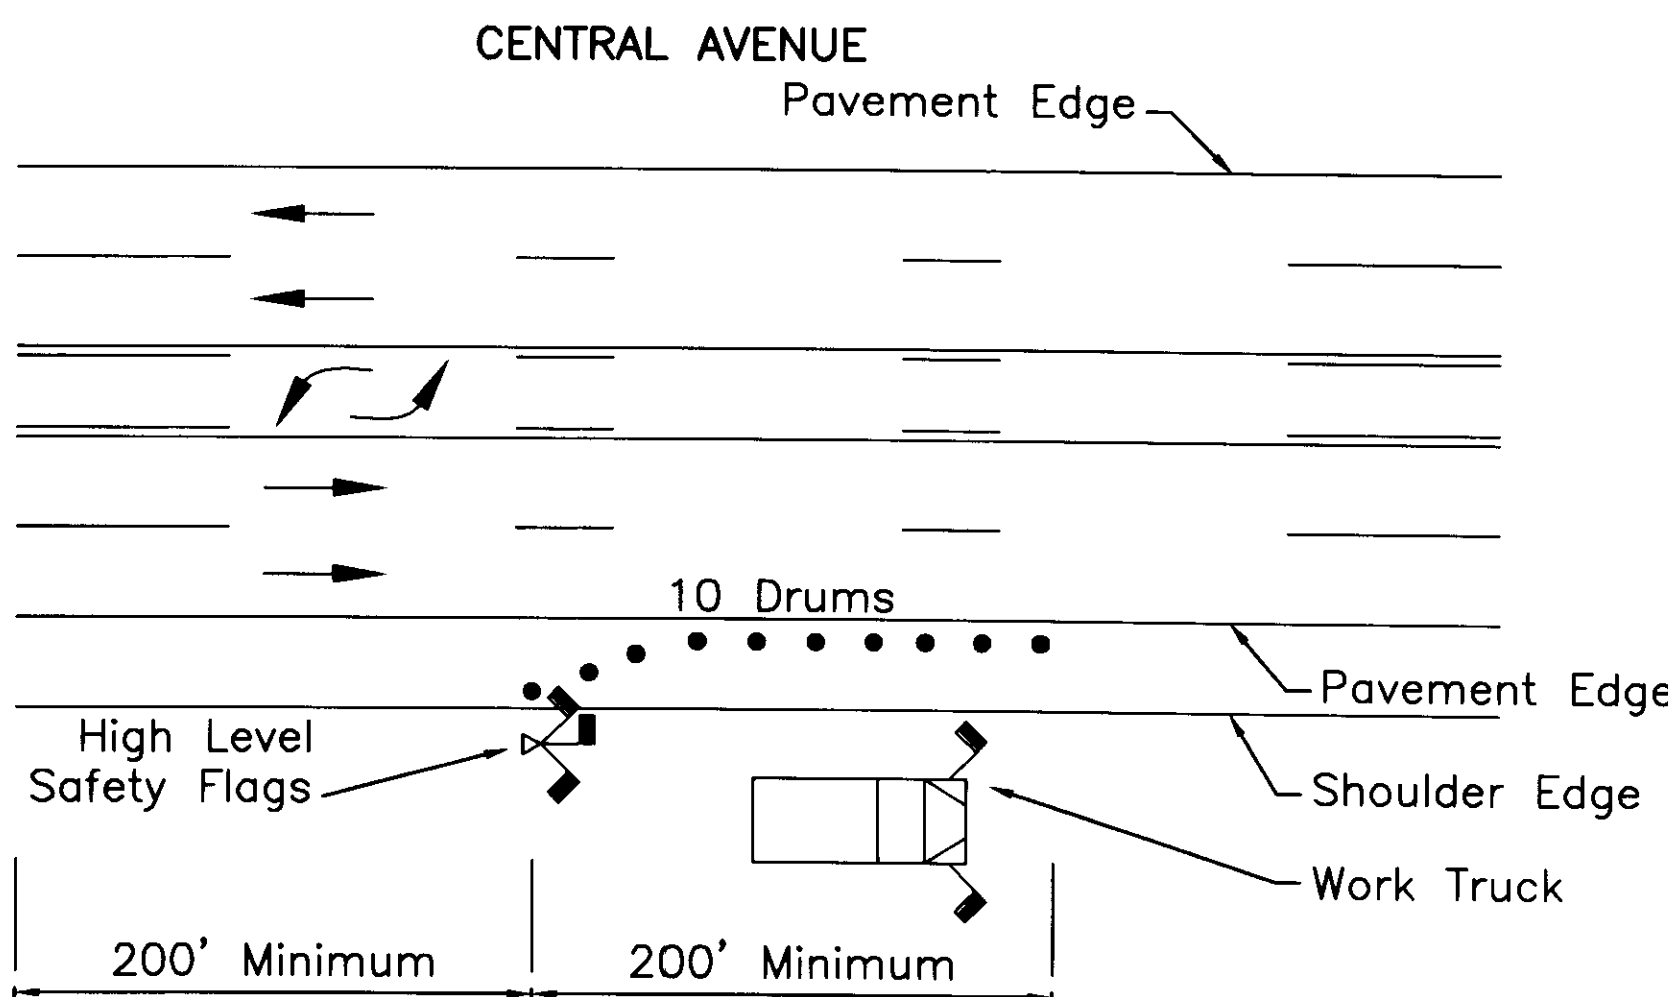 CENTRAL AVENUE
Pavement Edge
10 Drums
Pavement Edge
High Level
Safety Flags
Shoulder Edge
Work Truck
200' Minimum
200' Minimum